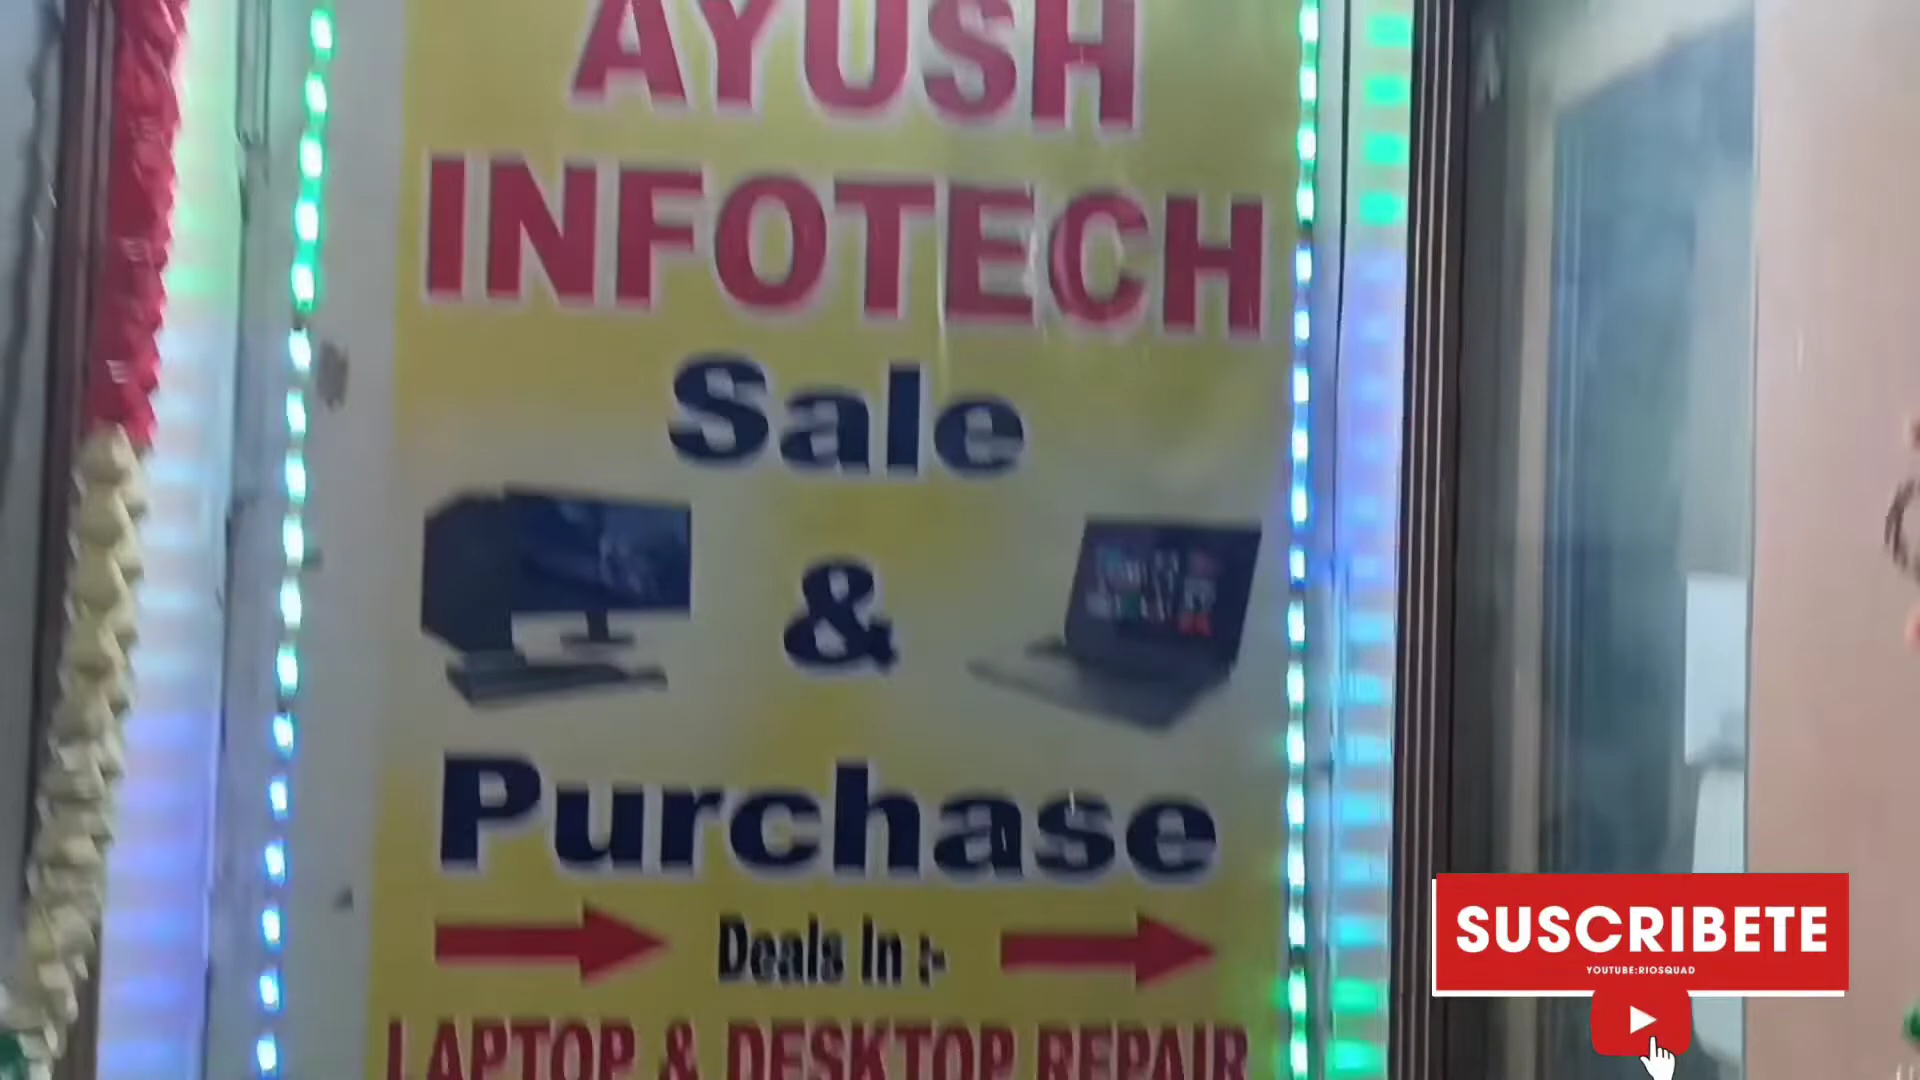 AYUSH
INFOTECH
Sale
&
Purchase
Deals In :-
LAPTOP & DESKTOP REPAIR
SUSCRIBETE
YOUTUBE:RIOSQUAD